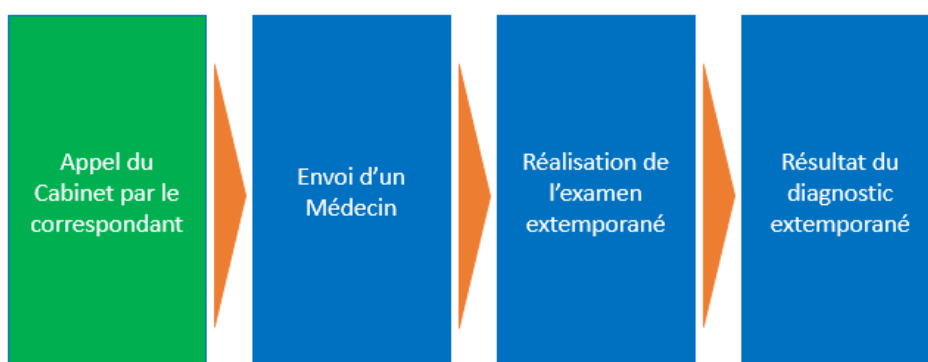 Appel du
Cabinet par le
correspondant
Envoi d’un
Médecin
Réalisation de
l’examen
extemporané
Résultat du
diagnostic
extemporané